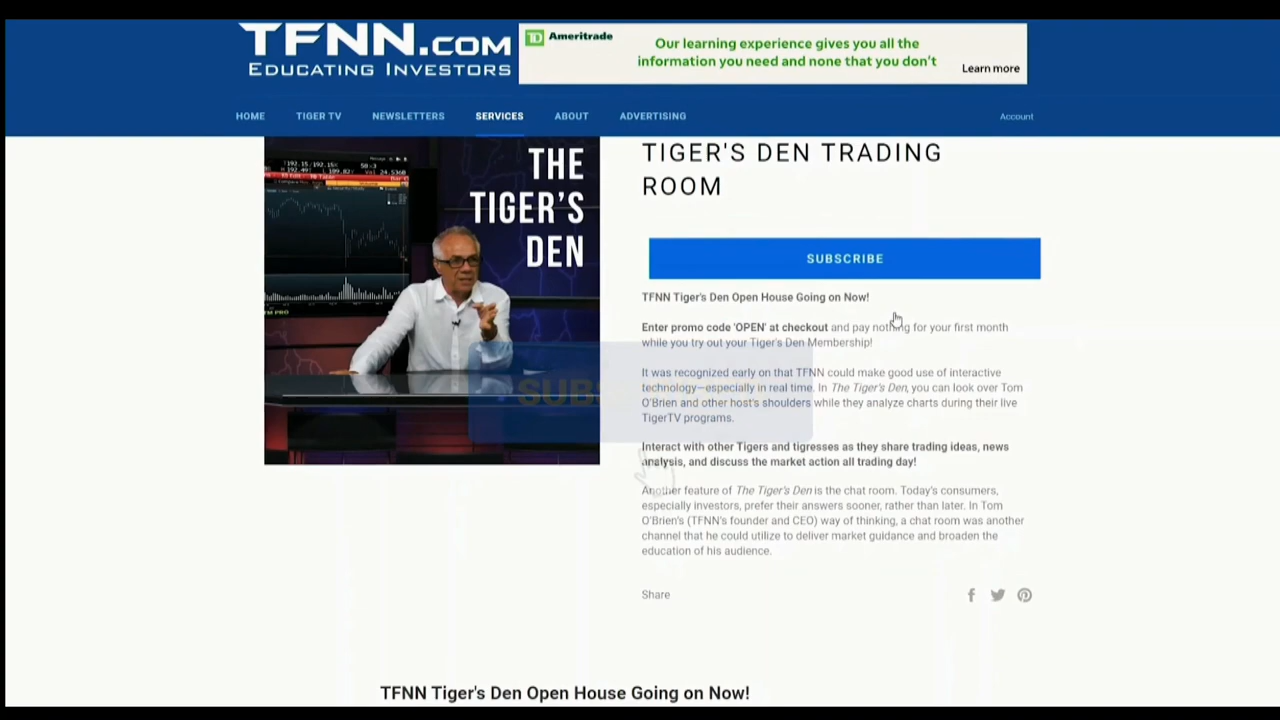 TFNN.COM
EDUCATING INVESTORS
TD Ameritrade
Our learning experience gives you all the
information you need and none that you don't
Learn more
HOME
TIGER TV
NEWSLETTERS
SERVICES
ABOUT
ADVERTISING
Account
THE
TIGER'S
DEN
TIGER'S DEN TRADING
ROOM
SUBSCRIBE
TFNN Tiger's Den Open House Going on Now!
Enter promo code 'OPEN' at checkout and pay nothing for your first month
while you try out your Tiger's Den Membership!
It was recognized early on that TFNN could make good use of interactive
technology—especially in real time. In The Tiger's Den, you can look over Tom
O'Brien and other host's shoulders while they analyze charts during their live
TigerTV programs.
Interact with other Tigers and tigresses as they share trading ideas, news
analysis, and discuss the market action all trading day!
Another feature of The Tiger's Den is the chat room. Today's consumers,
especially investors, prefer their answers sooner, rather than later. In Tom
O'Brien's (TFNN's founder and CEO) way of thinking, a chat room was another
channel that he could utilize to deliver market guidance and broaden the
education of his audience.
Share
TFNN Tiger's Den Open House Going on Now!